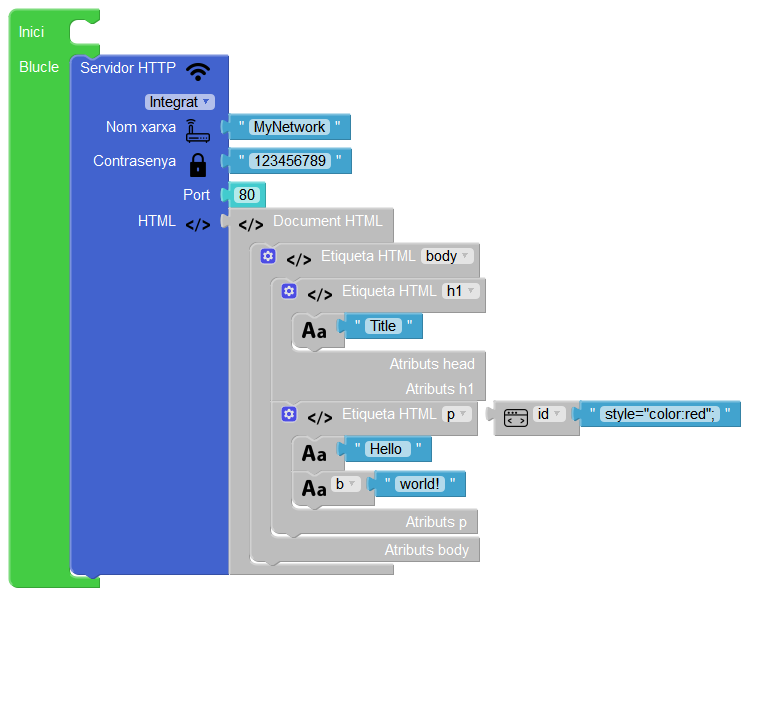 Inici
Blucle
Servidor HTTP
Integrat
Nom xarxa " MyNetwork "
Contrasenya " 123456789 "
Port 80
HTML </> </> Document HTML
</> Etiqueta HTML body
</> Etiqueta HTML h1
Aa " Title "
Atributs head
Atributs h1
</> Etiqueta HTML p <> id " style="color:red"; "
Aa " Hello "
Aa b " world! "
Atributs p
Atributs body